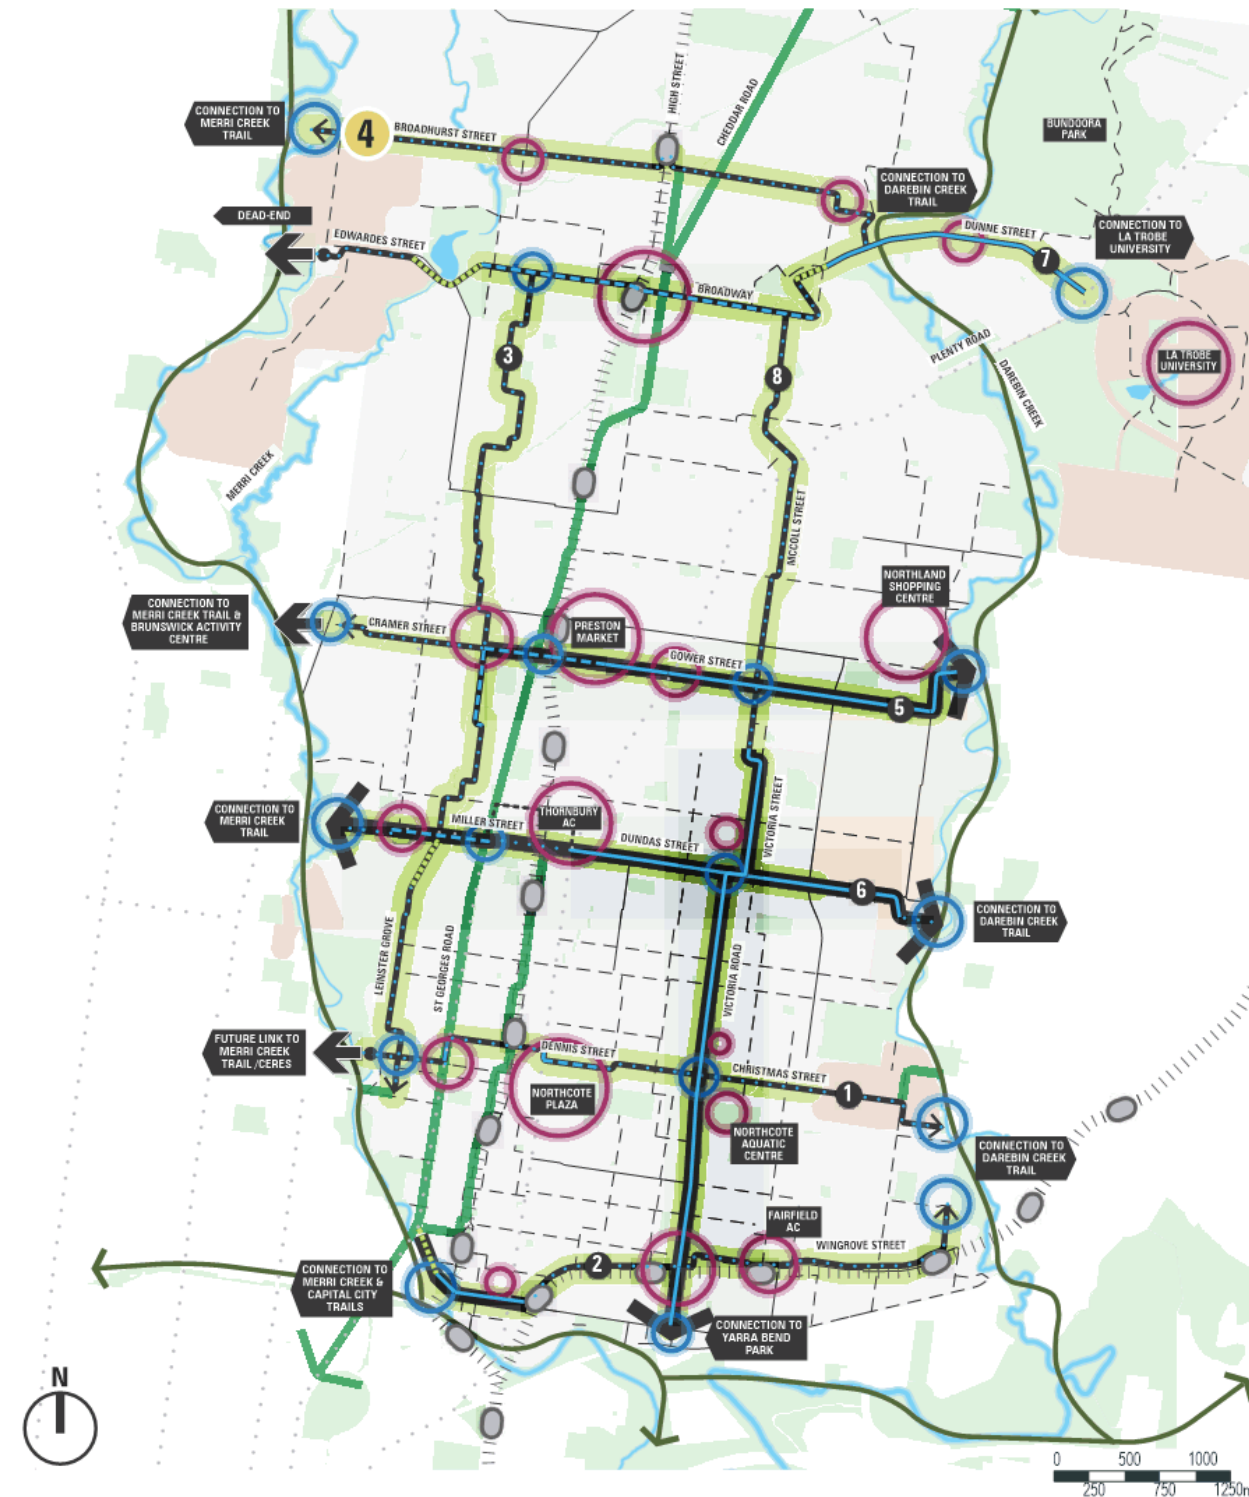 HIGH STREET
CHEDDAR ROAD
CONNECTION TO
MERRI CREEK
TRAIL
4
BROADHURST STREET
BUNDOORA
PARK
CONNECTION TO
DAREBIN CREEK
TRAIL
DEAD-END
EDWARDES STREET
DUNNE STREET
7
CONNECTION TO
LA TROBE
UNIVERSITY
BROADWAY
3
8
PLENTY ROAD
LA TROBE
UNIVERSITY
DAREBIN CREEK
MERRI CREEK
MCCOLL STREET
NORTHLAND
SHOPPING
CENTRE
CONNECTION TO
MERRI CREEK TRAIL &
BRUNSWICK ACTIVITY
CENTRE
CRAMER STREET
PRESTON
MARKET
GOWER STREET
5
CONNECTION TO
MERRI CREEK
TRAIL
MILLER STREET
THORNBURY
AC
DUNDAS STREET
VICTORIA STREET
6
CONNECTION TO
DAREBIN CREEK
TRAIL
LEINSTER GROVE
ST GEORGES ROAD
VICTORIA ROAD
FUTURE LINK TO
MERRI CREEK
TRAIL /CERES
DENNIS STREET
CHRISTMAS STREET
1
NORTHCOTE
PLAZA
NORTHCOTE
AQUATIC
CENTRE
CONNECTION TO
DAREBIN CREEK
TRAIL
FAIRFIELD
AC
WINGROVE STREET
2
CONNECTION TO
MERRI CREEK &
CAPITAL CITY
TRAILS
CONNECTION TO
YARRA BEND
PARK
N
0 500 1000
250 750 1250m